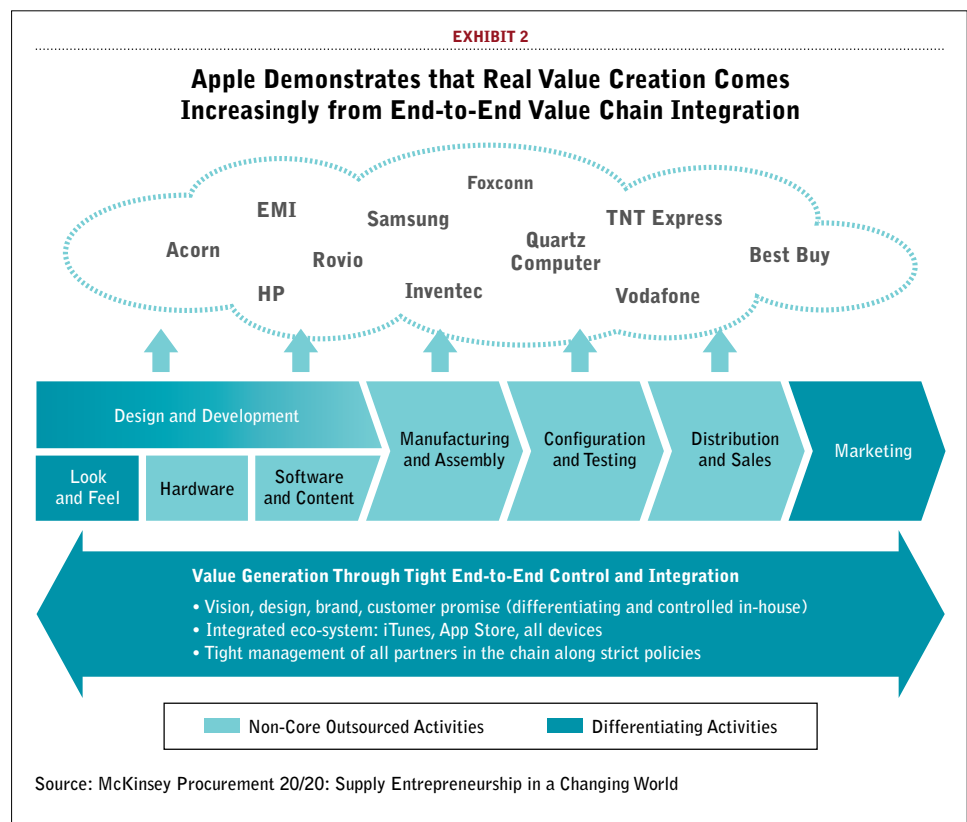 EXHIBIT 2
Apple Demonstrates that Real Value Creation Comes
Increasingly from End-to-End Value Chain Integration
Foxconn
EMI
Samsung
TNT Express
Acorn
Rovio
Quartz
Computer
Best Buy
HP
Inventec
Vodafone
Design and Development
Look
and Feel
Hardware
Software
and Content
Manufacturing
and Assembly
Configuration
and Testing
Distribution
and Sales
Marketing
Value Generation Through Tight End-to-End Control and Integration
• Vision, design, brand, customer promise (differentiating and controlled in-house)
• Integrated eco-system: iTunes, App Store, all devices
• Tight management of all partners in the chain along strict policies
Non-Core Outsourced Activities
Differentiating Activities
Source: McKinsey Procurement 20/20: Supply Entrepreneurship in a Changing World